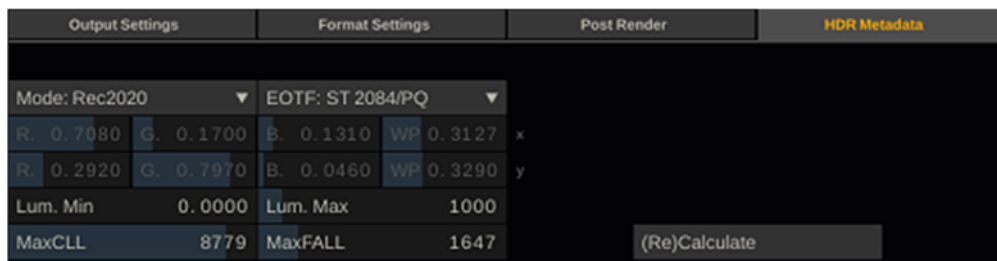 Output Settings Format Settings Post Render HDR Metadata
Mode: Rec2020 EOTF: ST 2084/PQ
R. 0.7080 G. 0.1700 B. 0.1310 WP 0.3127 x
R. 0.2920 G. 0.7970 B. 0.0460 WP 0.3290 y
Lum. Min 0.0000 Lum. Max 1000
MaxCLL 8779 MaxFALL 1647 (Re)Calculate